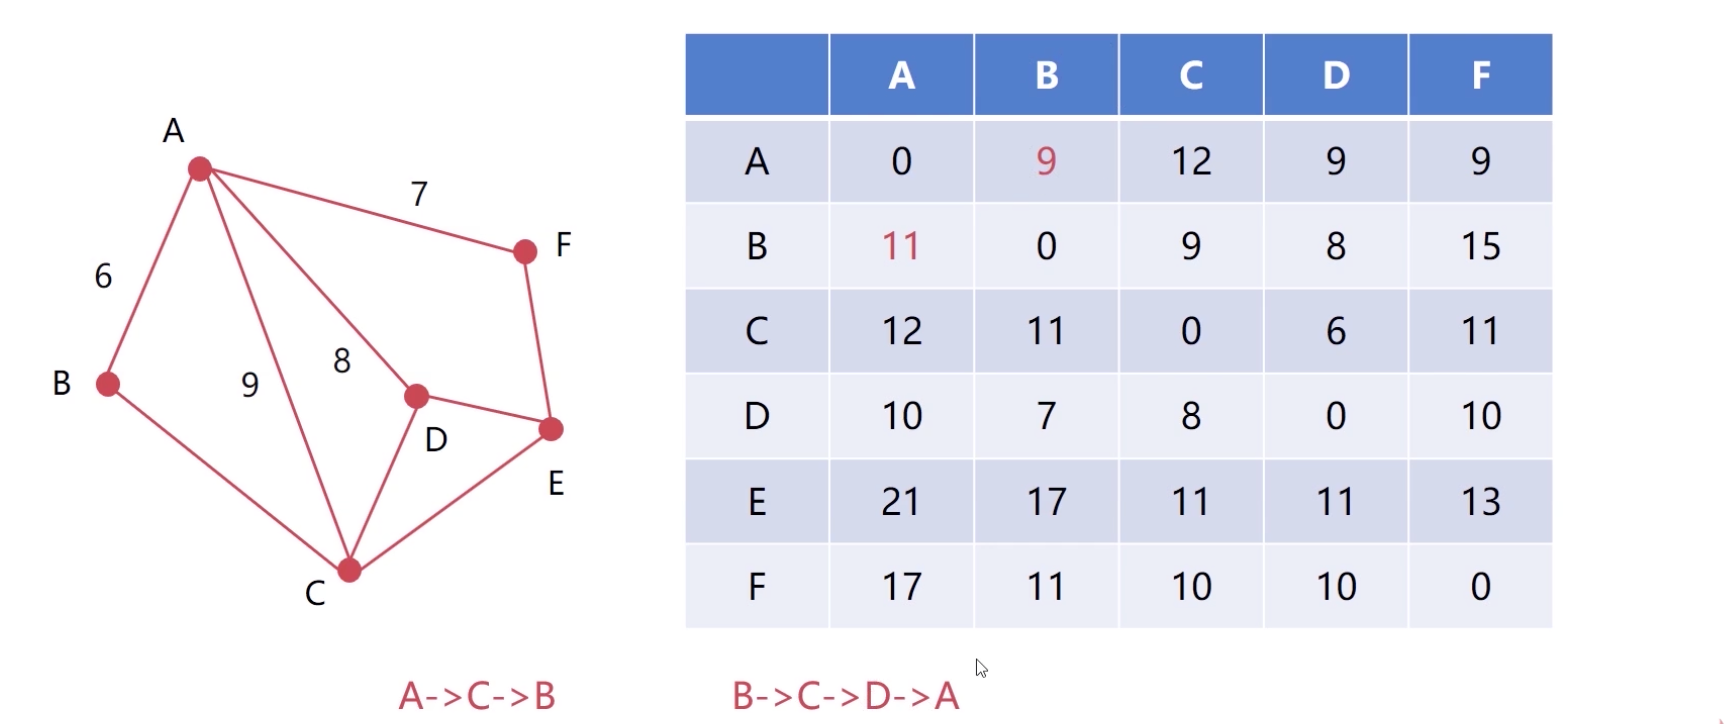 A
7
F
6
8
9
B
D
E
C
A B C D F
A 0 9 12 9 9
B 11 0 9 8 15
C 12 11 0 6 11
D 10 7 8 0 10
E 21 17 11 11 13
F 17 11 10 10 0
A->C->B
B->C->D->A